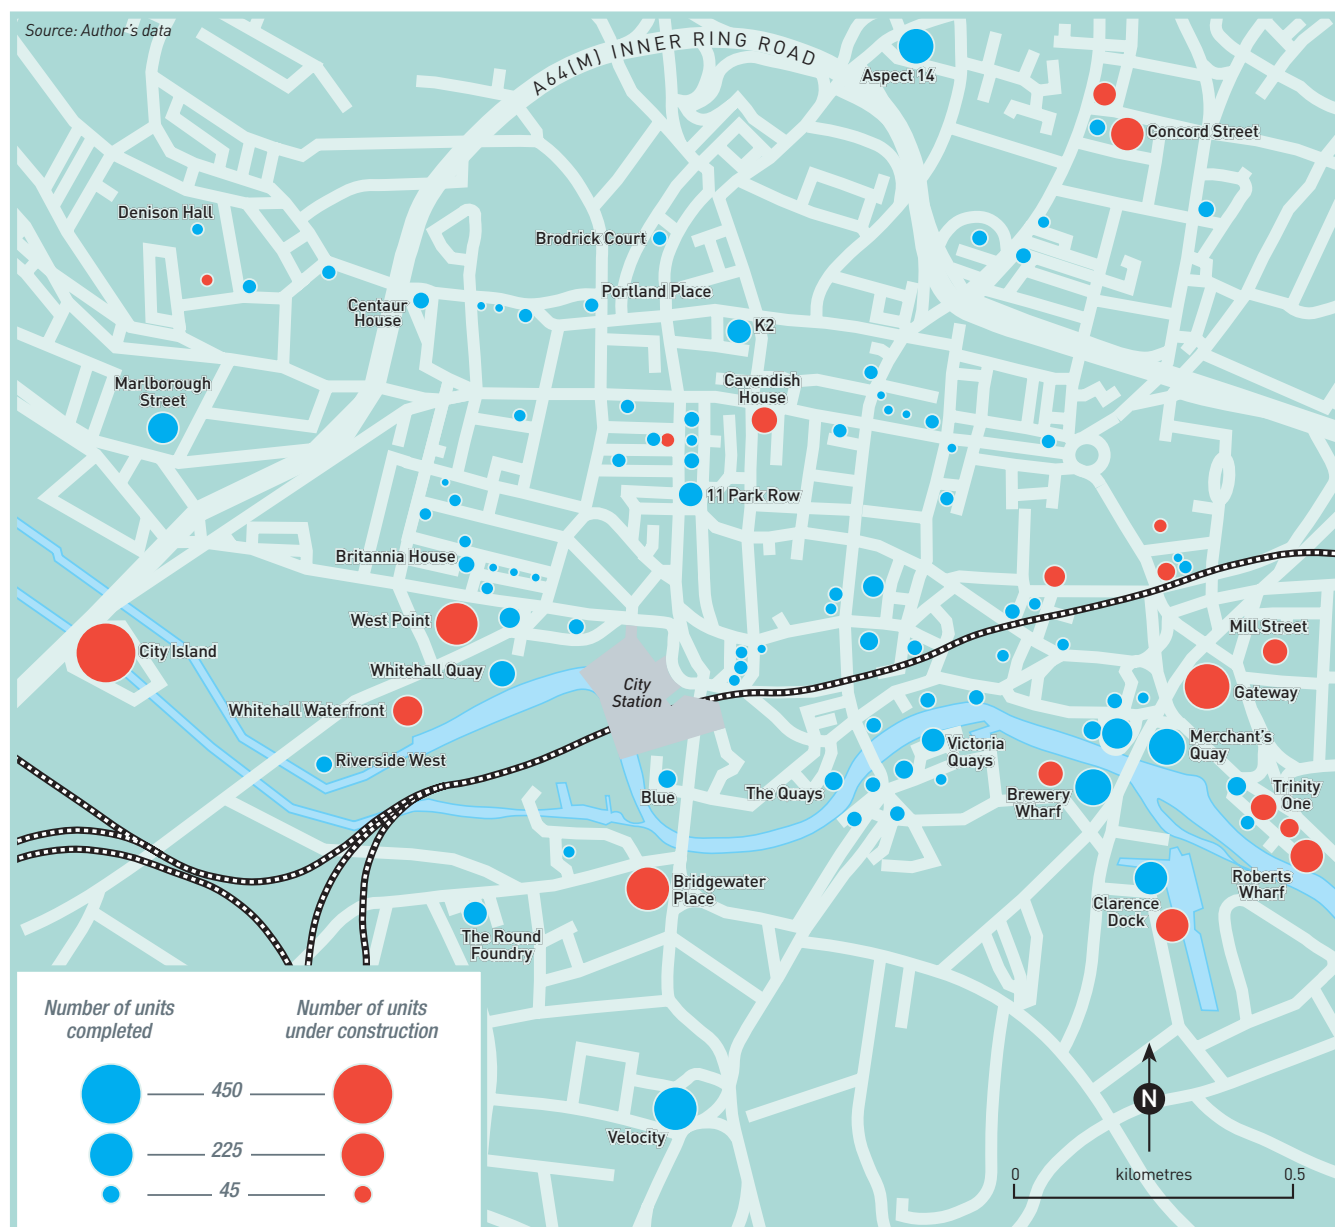 Source: Author's data
A64(M) INNER RING ROAD
Aspect 14
Concord Street
Denison Hall
Brodrick Court
Portland Place
Centaur
House
K2
Marlborough
Street
Cavendish
House
11 Park Row
Britannia House
West Point
Mill Street
City Island
Whitehall Quay
City
Station
Gateway
Whitehall Waterfront
Merchant's
Quay
Victoria
Quays
Riverside West
Blue
The Quays
Brewery
Wharf
Trinity
One
Bridgewater
Place
Roberts
Wharf
Clarence
Dock
The Round
Foundry
Number of units
completed
Number of units
under construction
450
225
45
Velocity
N
0
kilometres
0.5